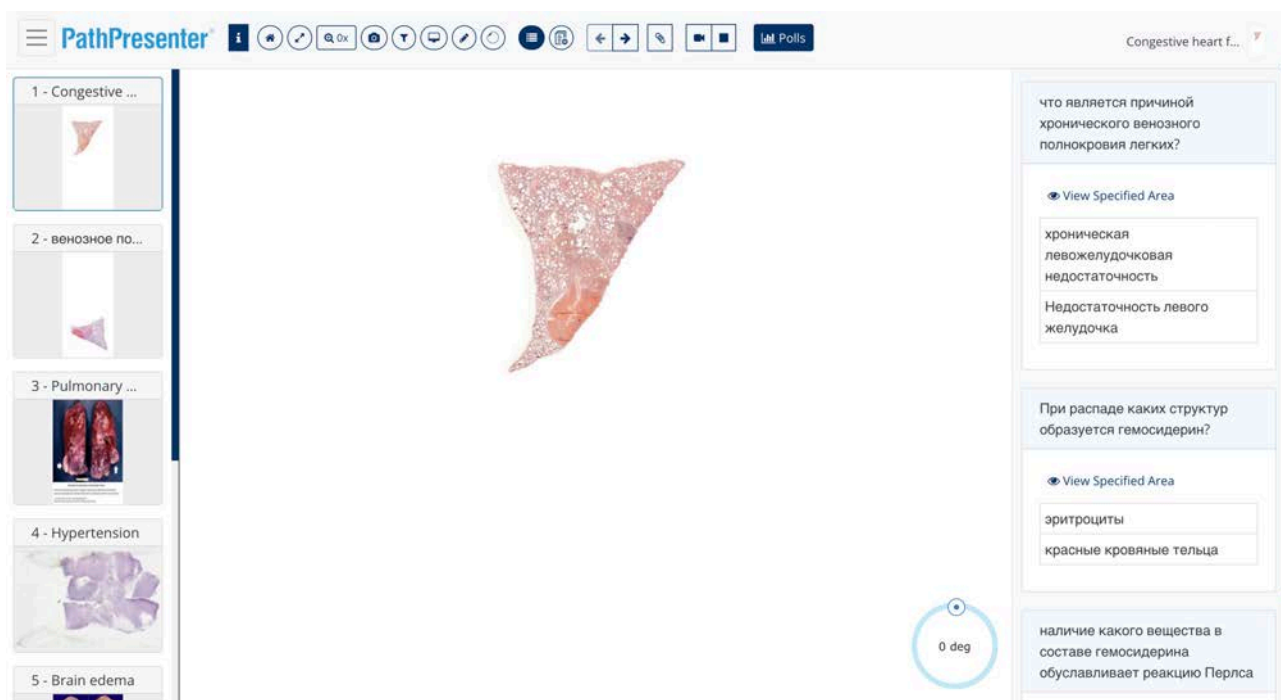 PathPresenter
i
0x
Polls
Congestive heart f...
1 - Congestive ...
2 - венозное по...
3 - Pulmonary ...
4 - Hypertension
5 - Brain edema
0 deg
что является причиной
хронического венозного
полнокровия легких?
View Specified Area
хроническая
левожелудочковая
недостаточность
Недостаточность левого
желудочка
При распаде каких структур
образуется гемосидерин?
View Specified Area
эритроциты
красные кровяные тельца
наличие какого вещества в
составе гемосидерина
обуславливает реакцию Перлса